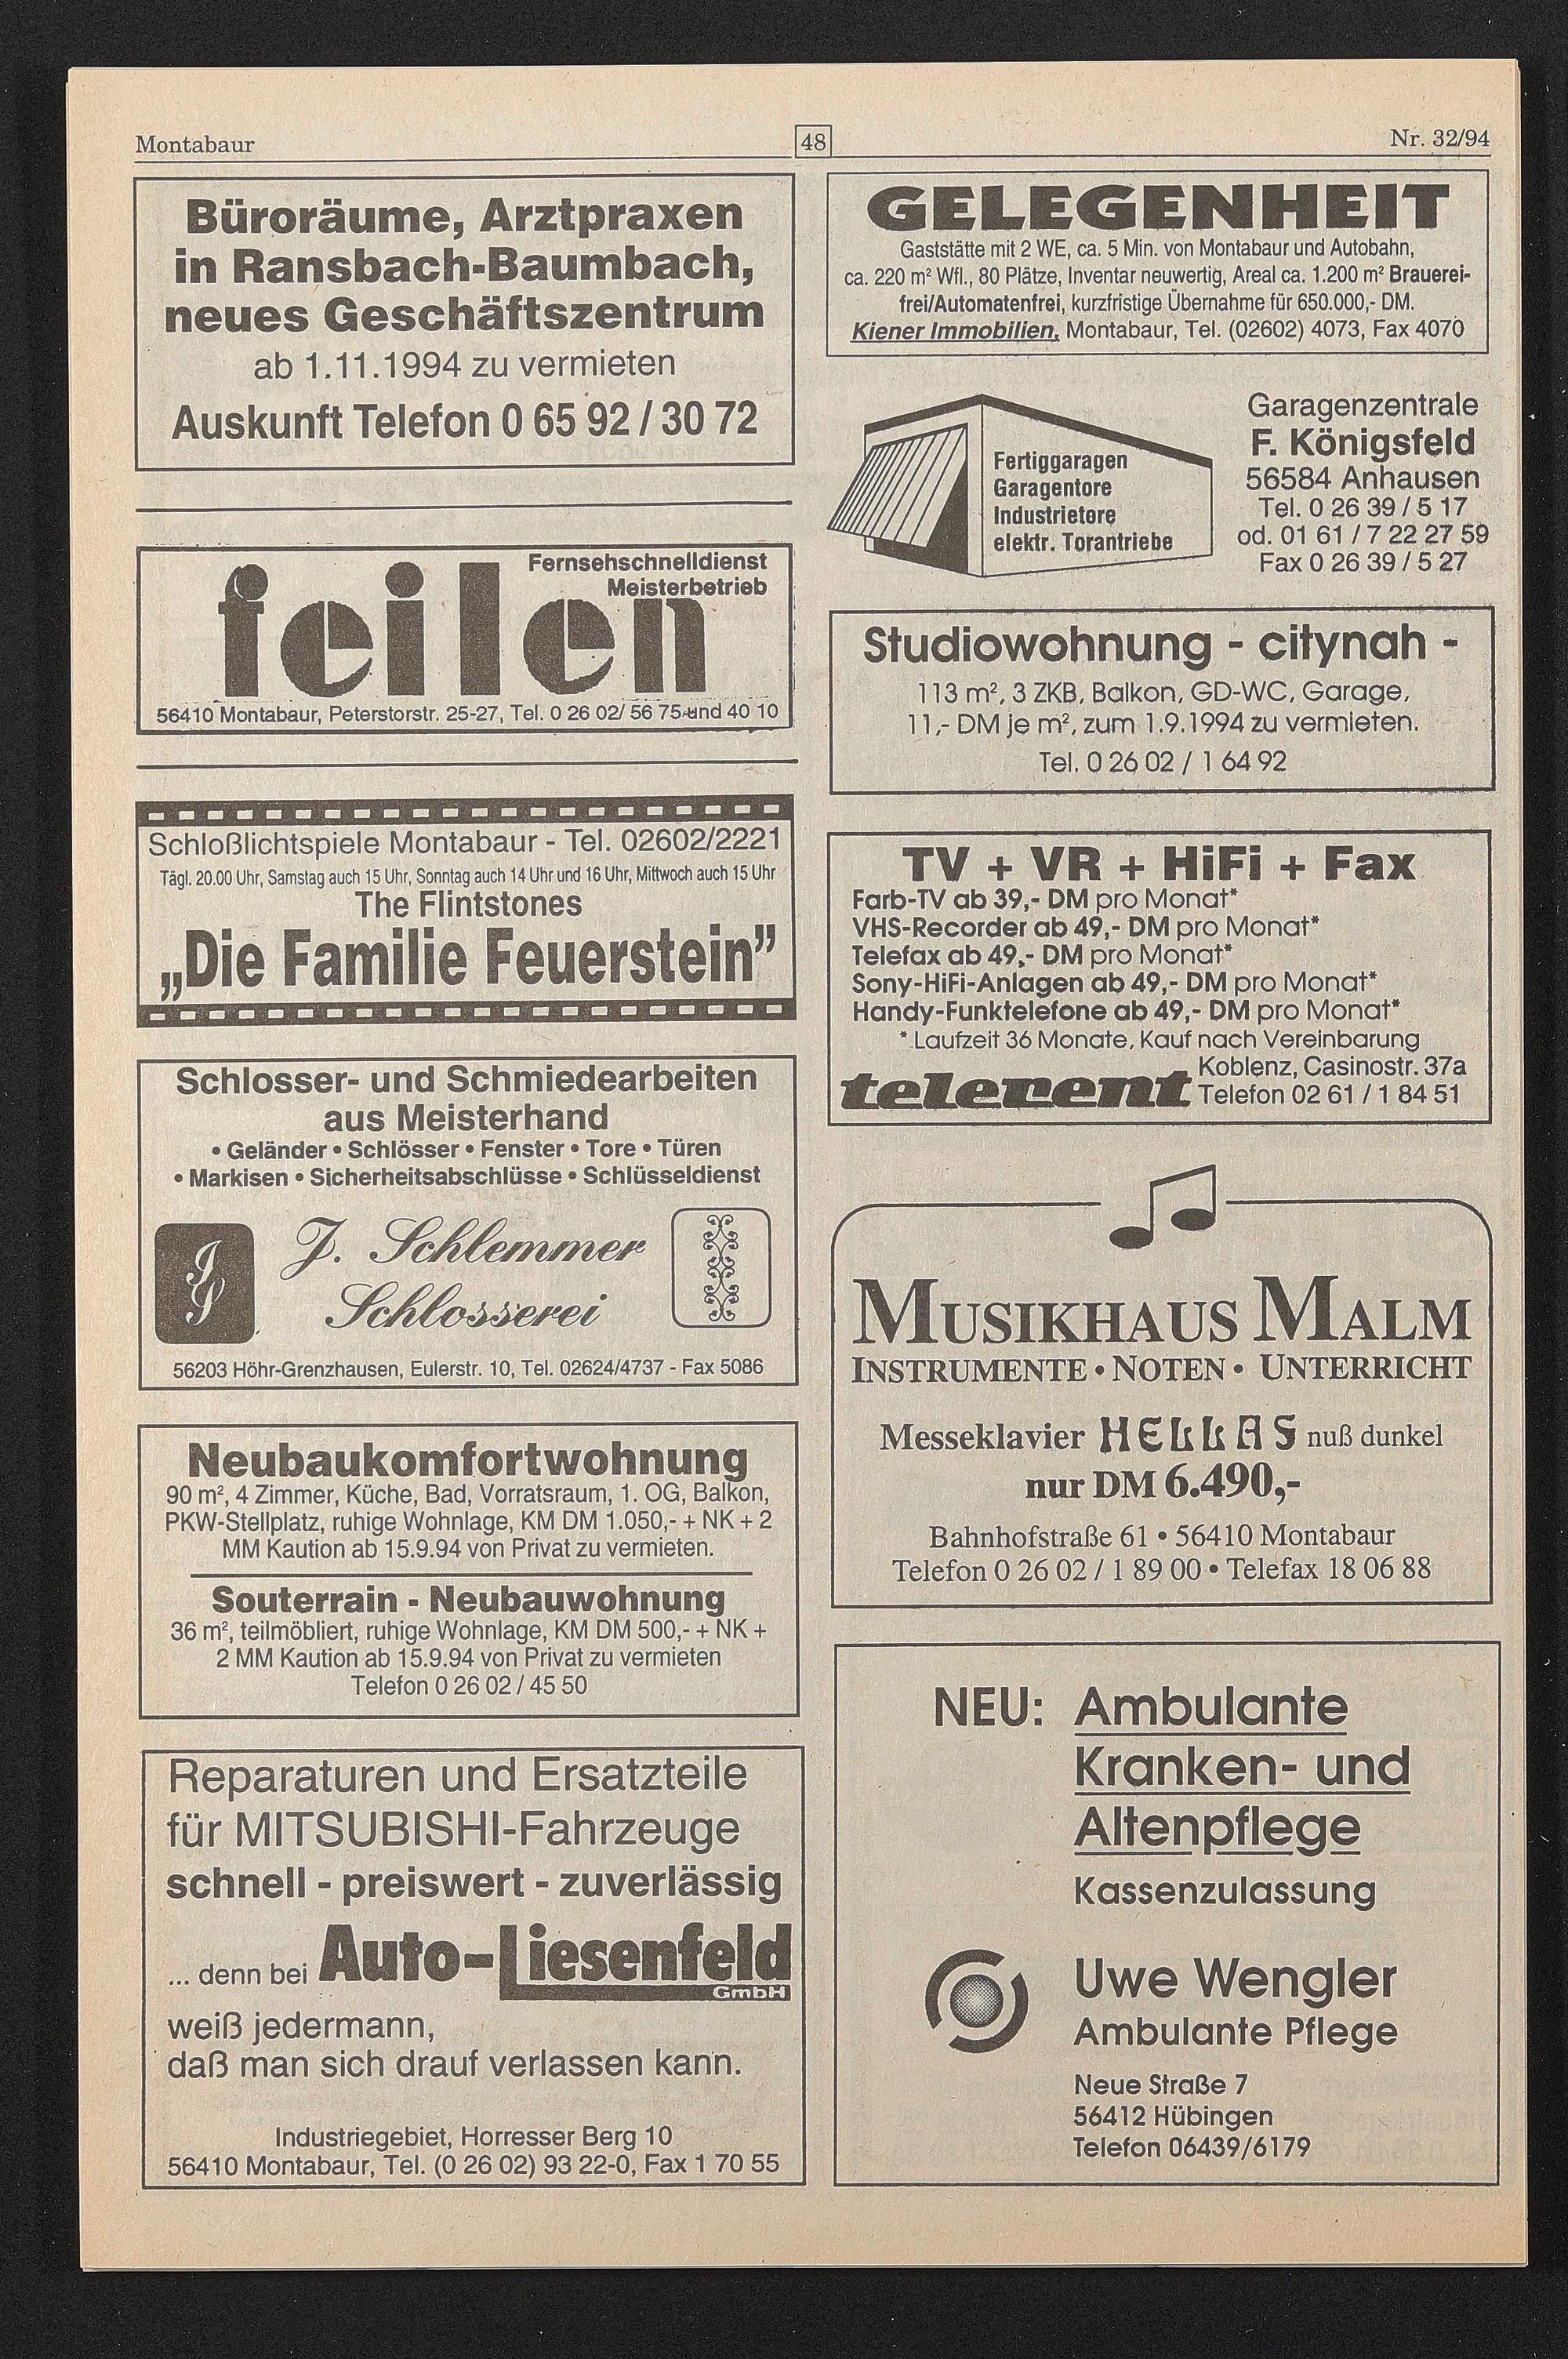 Montabaur
48
Nr. 32/94
Büroräume, Arztpraxen
in Ransbach-Baumbach,
neues Geschäftszentrum
ab 1.11.1994 zu vermieten
Auskunft Telefon 0 65 92 / 30 72
Fernsehschnelldienst
Meisterbetrieb
feilen
56410 Montabaur, Peterstorstr. 25-27, Tel. 0 26 02/ 56 75 und 40 10
Schloßlichtspiele Montabaur - Tel. 02602/2221
Tägl. 20.00 Uhr, Samstag auch 15 Uhr, Sonntag auch 14 Uhr und 16 Uhr, Mittwoch auch 15 Uhr
The Flintstones
„Die Familie Feuerstein”
Schlosser- und Schmiedearbeiten
aus Meisterhand
• Geländer • Schlösser • Fenster • Tore • Türen
• Markisen • Sicherheitsabschlüsse • Schlüsseldienst
J. Schlemmer
Schlosserei
56203 Höhr-Grenzhausen, Eulerstr. 10, Tel. 02624/4737 - Fax 5086
Neubaukomfortwohnung
90 m², 4 Zimmer, Küche, Bad, Vorratsraum, 1. OG, Balkon,
PKW-Stellplatz, ruhige Wohnlage, KM DM 1.050,- + NK + 2
MM Kaution ab 15.9.94 von Privat zu vermieten.
Souterrain - Neubauwohnung
36 m², teilmöbliert, ruhige Wohnlage, KM DM 500,- + NK +
2 MM Kaution ab 15.9.94 von Privat zu vermieten
Telefon 0 26 02 / 45 50
Reparaturen und Ersatzteile
für MITSUBISHI-Fahrzeuge
schnell - preiswert - zuverlässig
... denn bei Auto-Liesenfeld
GmbH
weiß jedermann,
daß man sich drauf verlassen kann.
Industriegebiet, Horresser Berg 10
56410 Montabaur, Tel. (0 26 02) 93 22-0, Fax 1 70 55
GELEGENHEIT
Gaststätte mit 2 WE, ca. 5 Min. von Montabaur und Autobahn,
ca. 220 m² Wfl., 80 Plätze, Inventar neuwertig, Areal ca. 1.200 m² Brauerei-
frei/Automatenfrei, kurzfristige Übernahme für 650.000,- DM.
Kiener Immobilien, Montabaur, Tel. (02602) 4073, Fax 4070
Fertiggaragen
Garagentore
Industrietore
elektr. Torantriebe
Garagenzentrale
F. Königsfeld
56584 Anhausen
Tel. 0 26 39 / 5 17
od. 01 61 / 7 22 27 59
Fax 0 26 39 / 5 27
Studiowohnung - citynah -
113 m², 3 ZKB, Balkon, GD-WC, Garage,
11,- DM je m², zum 1.9.1994 zu vermieten.
Tel. 0 26 02 / 1 64 92
TV + VR + HiFi + Fax
Farb-TV ab 39,- DM pro Monat*
VHS-Recorder ab 49,- DM pro Monat*
Telefax ab 49,- DM pro Monat*
Sony-HiFi-Anlagen ab 49,- DM pro Monat*
Handy-Funktelefone ab 49,- DM pro Monat*
* Laufzeit 36 Monate, Kauf nach Vereinbarung
telerent
Koblenz, Casinostr. 37a
Telefon 02 61 / 1 84 51
MUSIKHAUS MALM
INSTRUMENTE • NOTEN • UNTERRICHT
Messeklavier HELLAS nuß dunkel
nur DM 6.490,-
Bahnhofstraße 61 • 56410 Montabaur
Telefon 0 26 02 / 1 89 00 • Telefax 18 06 88
NEU: Ambulante
Kranken- und
Altenpflege
Kassenzulassung
Uwe Wengler
Ambulante Pflege
Neue Straße 7
56412 Hübingen
Telefon 06439/6179